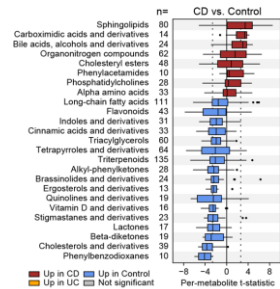 n= CD vs Control
Sphingolipids 80
Carboximidic acids and derivatives 14
Bile acids, alcohols and derivatives 24
Organonitrogen compounds 62
Cholesteryl esters 48
Phenylacetamides 10
Phosphatidylcholines 28
Alpha amino acids 33
Long-chain fatty acids 111
Flavonoids 43
Indoles and derivatives 31
Cinnamic acids and derivatives 33
Triacylglycerols 60
Tetrapyrroles and derivatives 64
Triterpenoids 135
Alkyl-phenylketones 28
Brassinolides and derivatives 24
Ergosterols and derivatives 13
Quinolines and derivatives 19
Vitamin D and derivatives 16
Stigmastanes and derivatives 23
Lactones 17
Beta-diketones 19
Cholesterols and derivatives 39
Phenylbenzodioxanes 10
−8 −4 0 4 8
Per-metabolite t-statistic
Up in CD
Up in Control
Up in UC
Not significant